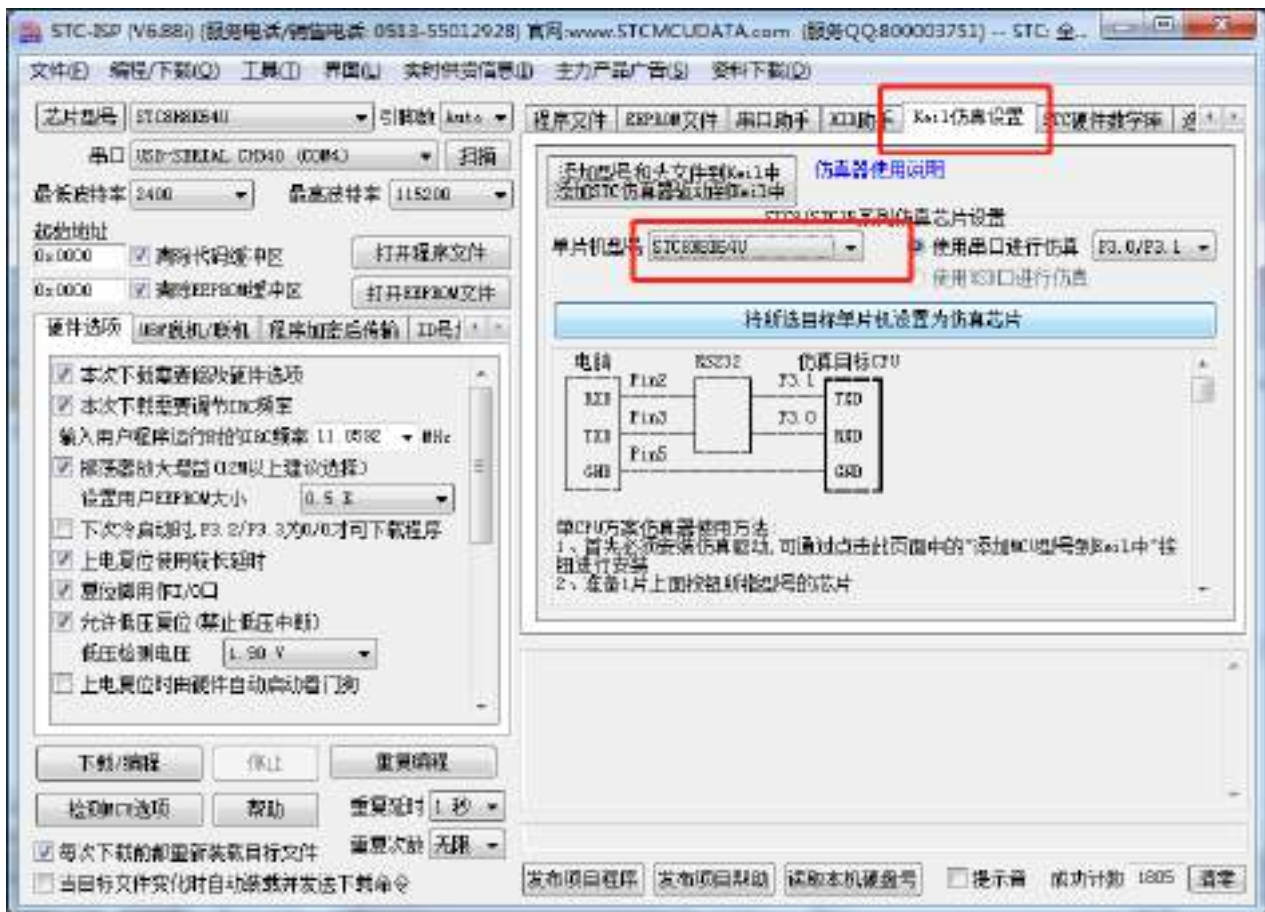 STC-ISP (V6.88i) (服务电话/销售电话: 0513-55012928) 官网:www.STCMCUDATA.com (服务QQ:800003751) -- STC 全..
文件(F) 编程/下载(Q) 工具(T) 界面(L) 实时供货信息(I) 主力产品广告(S) 资料下载(D)
芯片型号 STC8H8K64U 引脚数 Auto
串口 USB-SERIAL CH340 (COM4) 扫描
最低波特率 2400 最高波特率 115200
起始地址
0x0000 清除代码缓冲区 打开程序文件
0x0000 清除EEPROM缓冲区 打开EEPROM文件
硬件选项 USB脱机/联机 程序加密后传输 ID号
本次下载需要修改硬件选项
本次下载需要调节IRC频率
输入用户程序运行时的IRC频率 11.0592 MHz
振荡器放大增益(12M以上建议选择)
设置用户EEPROM大小 0.5 K
下次冷启动时,P3.2/P3.3为0/0才可下载程序
上电复位使用较长延时
复位脚用作I/O口
允许低压复位(禁止低压中断)
低压检测电压 1.90 V
上电复位时由硬件自动启动看门狗
下载/编程 停止 重复编程
检测MCU选项 帮助 重复延时 1 秒
每次下载前都重新装载目标文件 重复次数 无限
当目标文件变化时自动装载并发送下载命令
程序文件 EEPROM文件 串口助手 Keil仿真设置 STC硬件数学库
添加型号和头文件到Keil中 仿真器使用说明
添加STC仿真器驱动到Keil中
STC8/STC15系列仿真芯片设置
单片机型号 STC8H8K64U 使用串口进行仿真 P3.0/P3.1
使用USB口进行仿真
将所选目标单片机设置为仿真芯片
电脑 RS232 仿真目标CPU
RXD Pin2 P3.1 TXD
TXD Pin3 P3.0 RXD
GND Pin5 GND
单CPU方案仿真器使用方法:
1、首先必须安装仿真驱动,可通过点击此页面中的"添加MCU型号到Keil中"按
钮进行安装
2、准备1片上面按钮所指型号的芯片
发布项目程序 发布项目帮助 读取本机硬盘号 提示音 成功计数 1805 清零